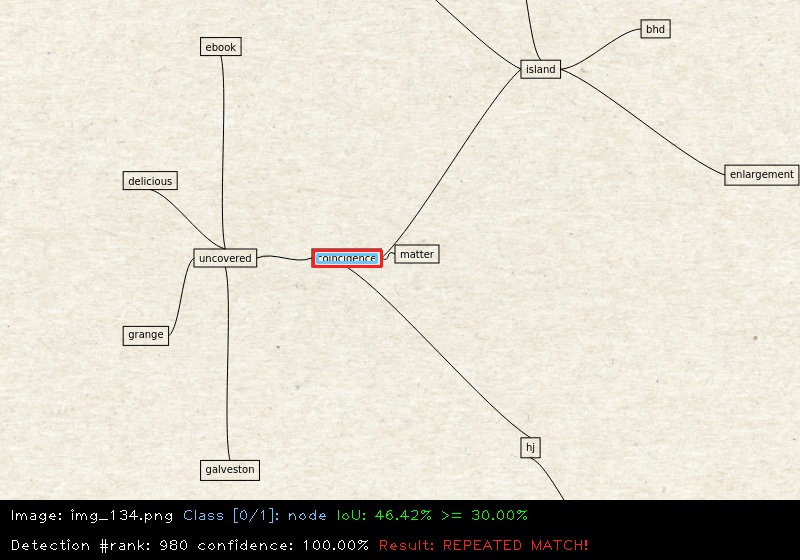 ebook
bhd
island
delicious
enlargement
uncovered
coincidence
matter
grange
hj
galveston
Image: img_134.png Class [0/1]: node IoU: 46.42% >= 30.00%
Detection #rank: 980 confidence: 100.00% Result: REPEATED MATCH!